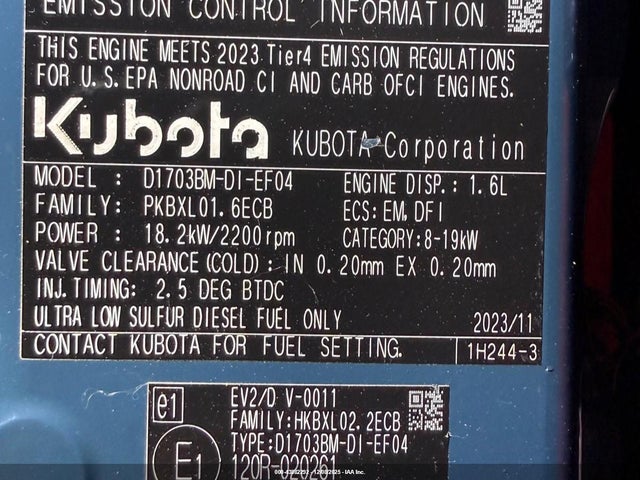 EMISSION CONTROL INFORMATION
THIS ENGINE MEETS 2023 Tier4 EMISSION REGULATIONS
FOR U.S.EPA NONROAD CI AND CARB OFCI ENGINES.
Kubota KUBOTA Corporation
MODEL : D1703BM-DI-EF04 ENGINE DISP.: 1.6L
FAMILY: PKBXL01.6ECB ECS:EM,DFI
POWER : 18.2kW/2200rpm CATEGORY:8-19kW
VALVE CLEARANCE(COLD): IN 0.20mm EX 0.20mm
INJ.TIMING: 2.5 DEG BTDC
ULTRA LOW SULFUR DIESEL FUEL ONLY 2023/11
CONTACT KUBOTA FOR FUEL SETTING. 1H244-3
e1 EV2/D V-0011
FAMILY:HKBXL02.2ECB
TYPE:D1703BM-DI-EF04
E1 120R-020261